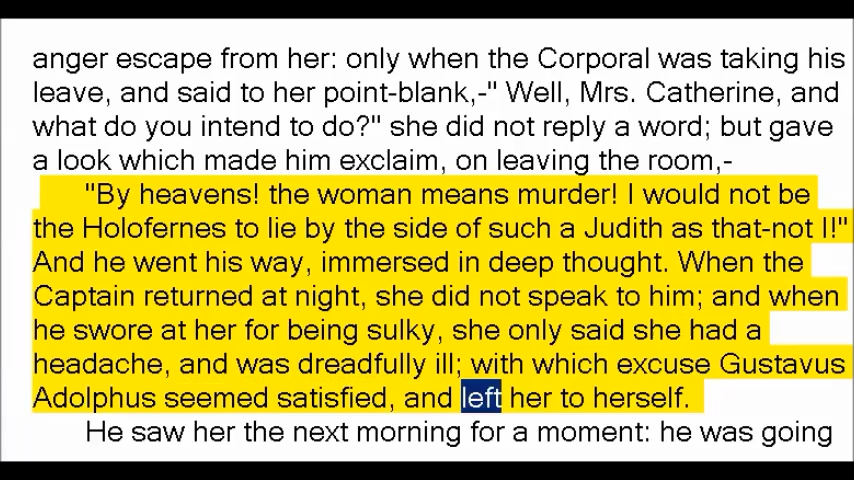 anger escape from her: only when the Corporal was taking his
leave, and said to her point-blank,-" Well, Mrs. Catherine, and
what do you intend to do?" she did not reply a word; but gave
a look which made him exclaim, on leaving the room,-
"By heavens! the woman means murder! I would not be
the Holofernes to lie by the side of such a Judith as that-not I!"
And he went his way, immersed in deep thought. When the
Captain returned at night, she did not speak to him; and when
he swore at her for being sulky, she only said she had a
headache, and was dreadfully ill; with which excuse Gustavus
Adolphus seemed satisfied, and left her to herself.
He saw her the next morning for a moment: he was going